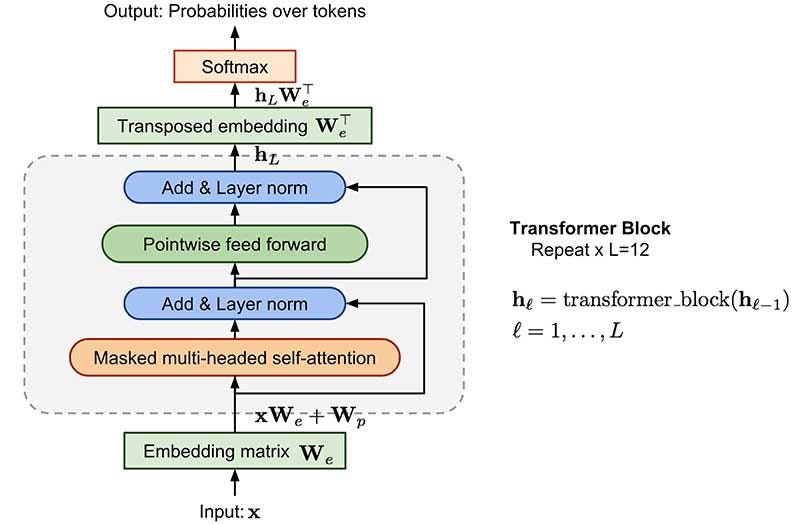 Output: Probabilities over tokens
Softmax
h_L W_e^⊤
Transposed embedding W_e^⊤
h_L
Add & Layer norm
Pointwise feed forward
Add & Layer norm
Masked multi-headed self-attention
xW_e + W_p
Embedding matrix W_e
Input: x
Transformer Block
Repeat x L=12
h_ℓ = transformer_block(h_{ℓ−1})
ℓ = 1, . . . , L